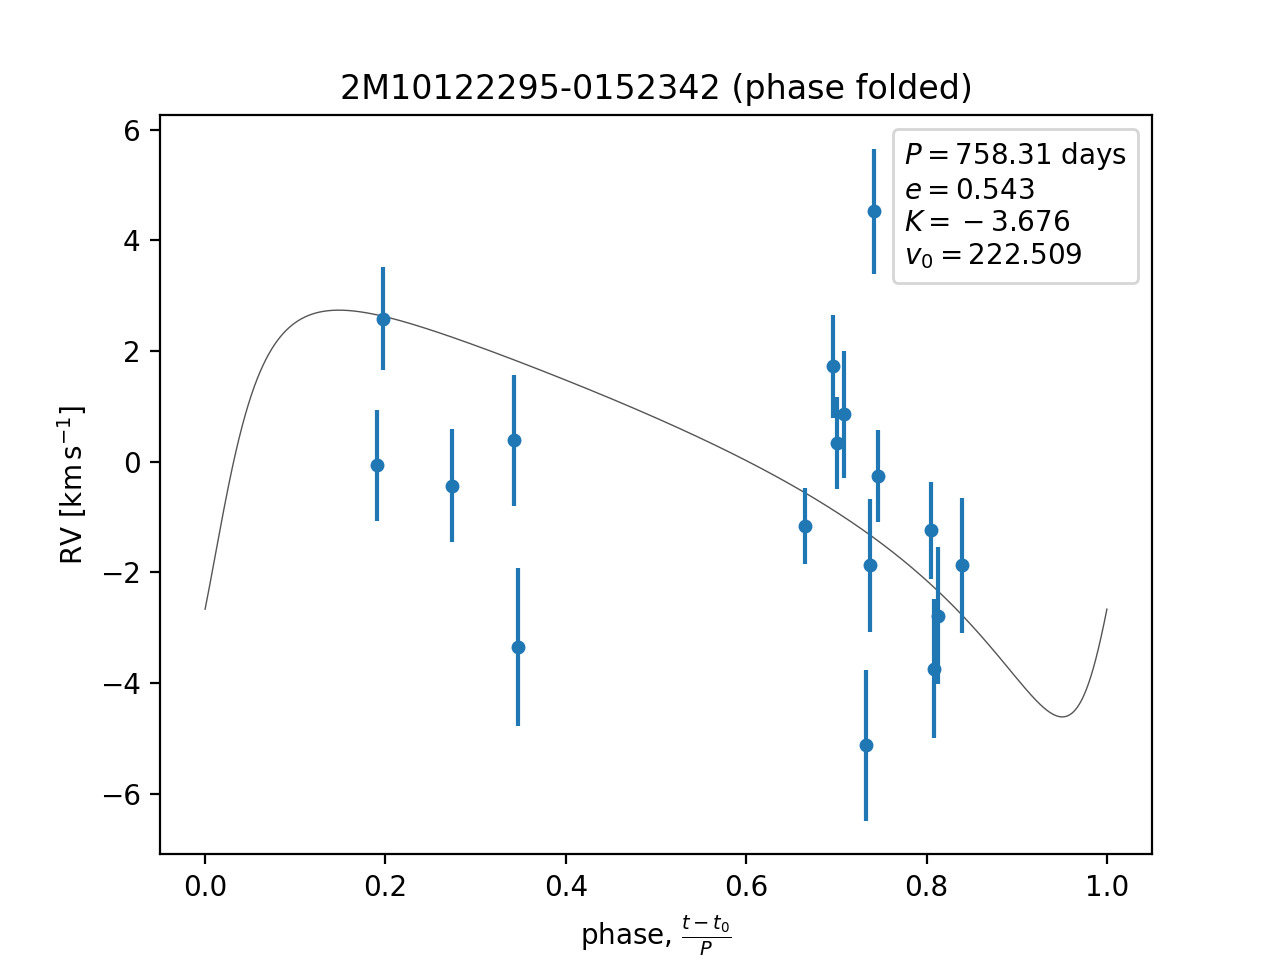 2M10122295-0152342 (phase folded)
6
4
2
0
−2
−4
−6
RV [km s⁻¹]
P = 758.31 days
e = 0.543
K = −3.676
v₀ = 222.509
0.0 0.2 0.4 0.6 0.8 1.0
phase, (t − t₀)/P